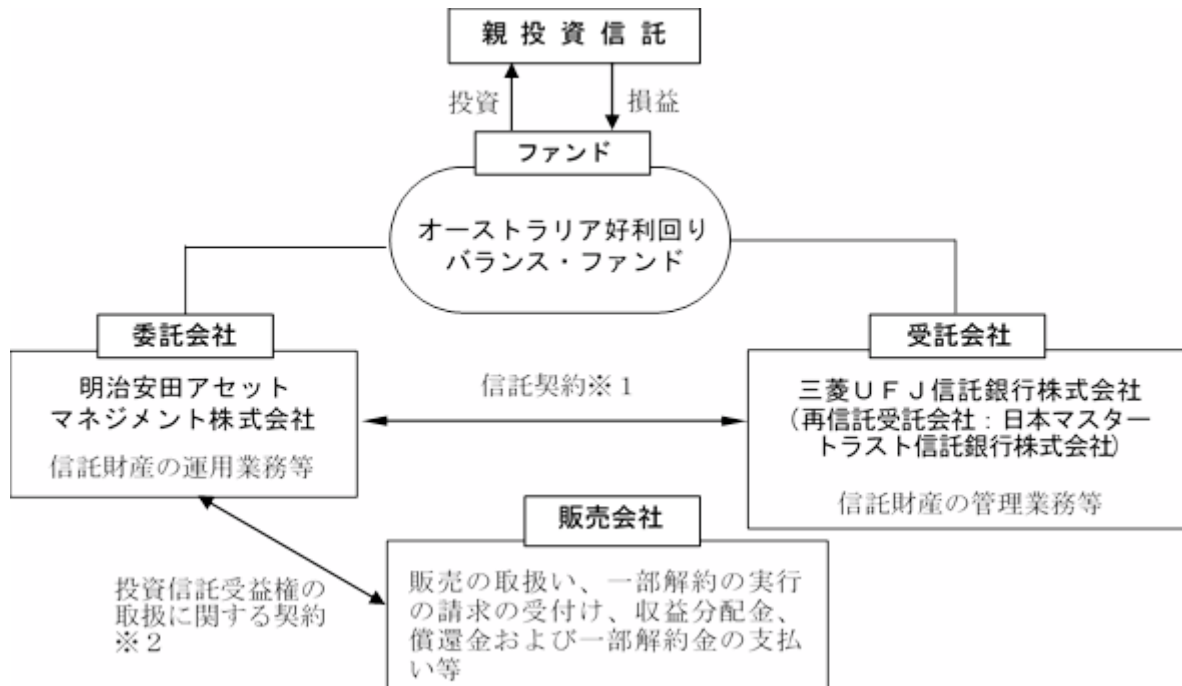 親投資信託
投資
損益
ファンド
オーストラリア好利回り
バランス・ファンド
委託会社
明治安田アセット
マネジメント株式会社
信託財産の運用業務等
信託契約※１
受託会社
三菱ＵＦＪ信託銀行株式会社
(再信託受託会社：日本マスター
トラスト信託銀行株式会社)
信託財産の管理業務等
投資信託受益権の
取扱に関する契約
※２
販売会社
販売の取扱い、一部解約の実行
の請求の受付け、収益分配金、
償還金および一部解約金の支払
い等